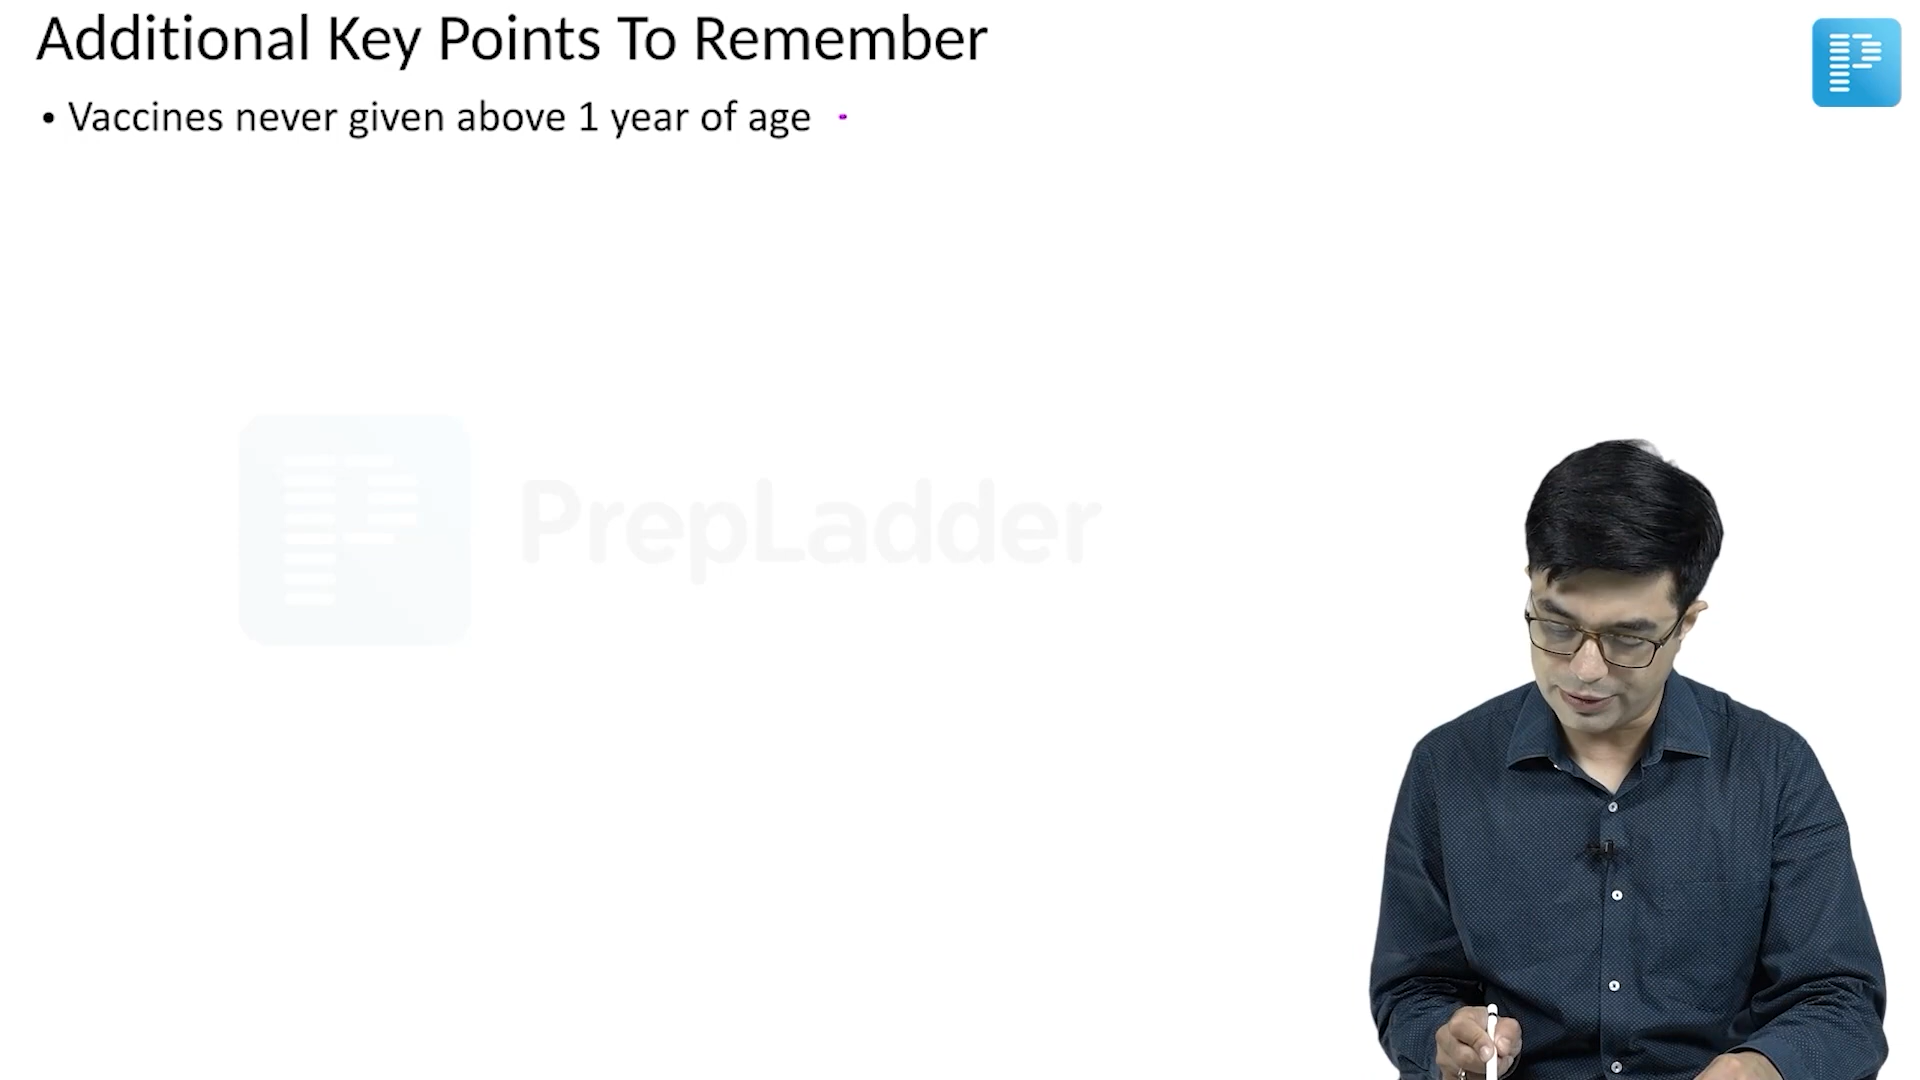 Additional Key Points To Remember
• Vaccines never given above 1 year of age
PrepLadder